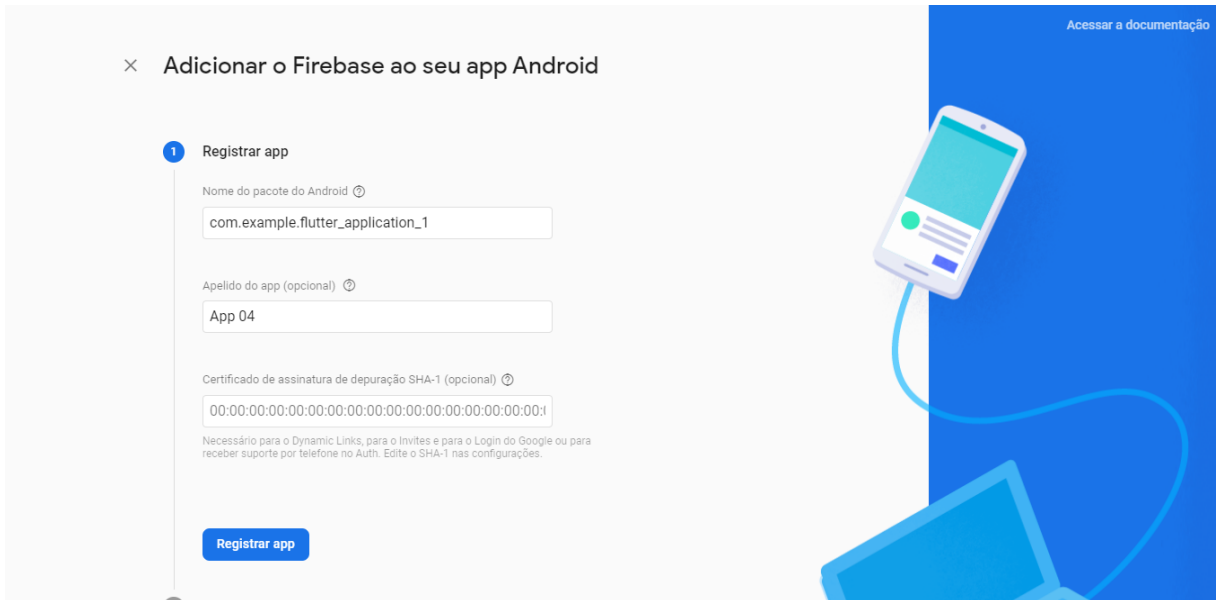 Acessar a documentação
Adicionar o Firebase ao seu app Android
1 Registrar app
Nome do pacote do Android
com.example.flutter_application_1
Apelido do app (opcional)
App 04
Certificado de assinatura de depuração SHA-1 (opcional)
00:00:00:00:00:00:00:00:00:00:00:00:00:00:00:00:00:
Necessário para o Dynamic Links, para o Invites e para o Login do Google ou para
receber suporte por telefone no Auth. Edite o SHA-1 nas configurações.
Registrar app